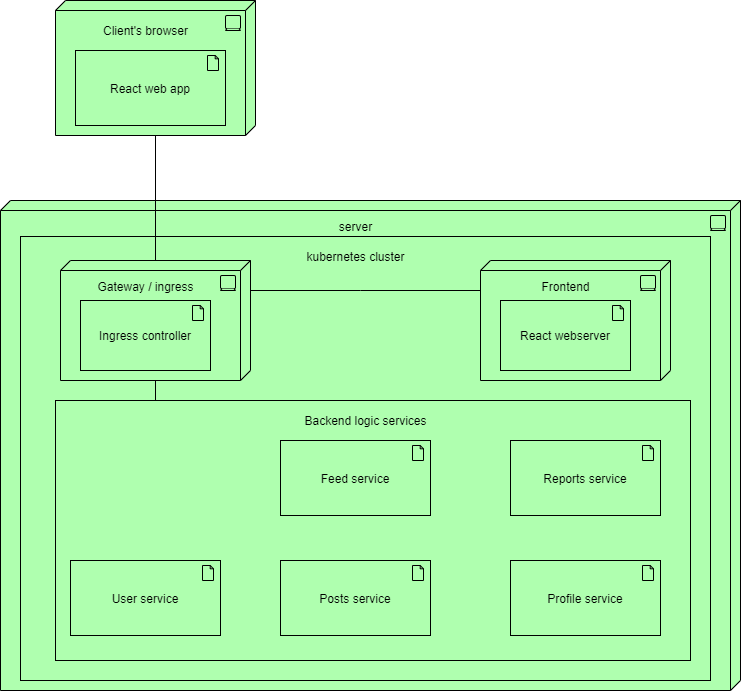 Client's browser
React web app
server
kubernetes cluster
Gateway / ingress
Ingress controller
Frontend
React webserver
Backend logic services
Feed service
Reports service
User service
Posts service
Profile service